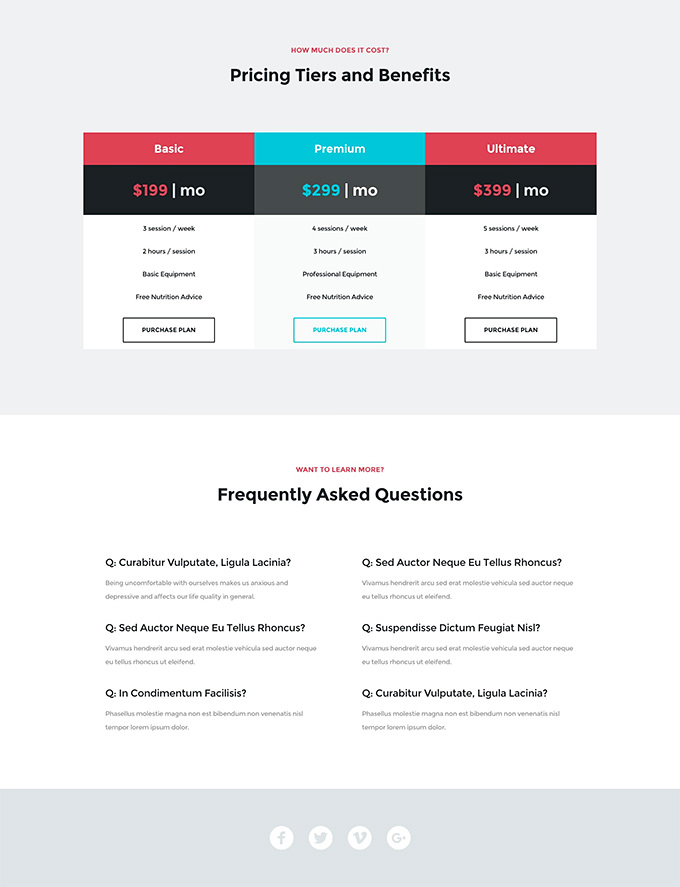 HOW MUCH DOES IT COST?
Pricing Tiers and Benefits
Basic
$199 | mo
3 session / week
2 hours / session
Basic Equipment
Free Nutrition Advice
PURCHASE PLAN
Premium
$299 | mo
4 sessions / week
3 hours / session
Professional Equipment
Free Nutrition Advice
PURCHASE PLAN
Ultimate
$399 | mo
5 sessions / week
3 hours / session
Basic Equipment
Free Nutrition Advice
PURCHASE PLAN
WANT TO LEARN MORE?
Frequently Asked Questions
Q: Curabitur Vulputate, Ligula Lacinia?
Being uncomfortable with ourselves makes us anxious and
depressive and affects our life quality in general.
Q: Sed Auctor Neque Eu Tellus Rhoncus?
Vivamus hendrerit arcu sed erat molestie vehicula sed auctor neque
eu tellus rhoncus ut eleifend.
Q: In Condimentum Facilisis?
Phasellus molestie magna non est bibendum non venenatis nisl
tempor lorem ipsum dolor.
Q: Sed Auctor Neque Eu Tellus Rhoncus?
Vivamus hendrerit arcu sed erat molestie vehicula sed auctor neque
eu tellus rhoncus ut eleifend.
Q: Suspendisse Dictum Feugiat Nisl?
Vivamus hendrerit arcu sed erat molestie vehicula sed auctor neque
eu tellus rhoncus ut eleifend.
Q: Curabitur Vulputate, Ligula Lacinia?
Phasellus molestie magna non est bibendum non venenatis nisl
tempor lorem ipsum dolor.